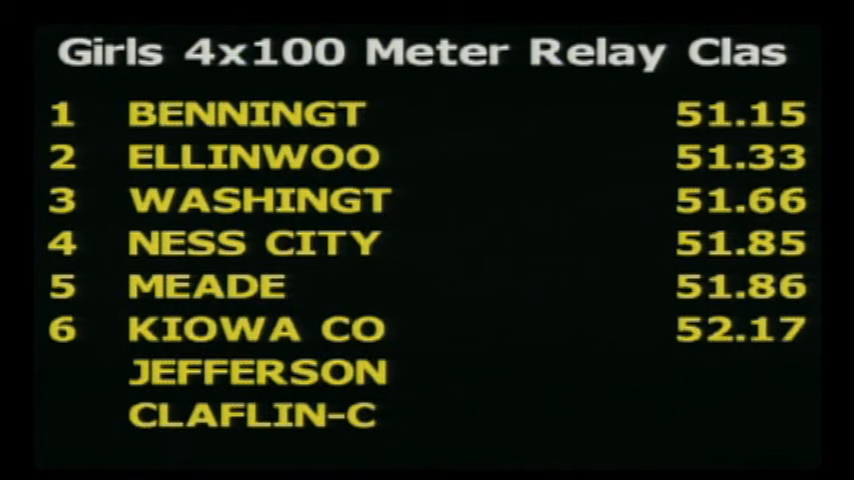 Girls 4x100 Meter Relay Clas
1 BENNINGT 51.15
2 ELLINWOO 51.33
3 WASHINGT 51.66
4 NESS CITY 51.85
5 MEADE 51.86
6 KIOWA CO 52.17
JEFFERSON
CLAFLIN-C